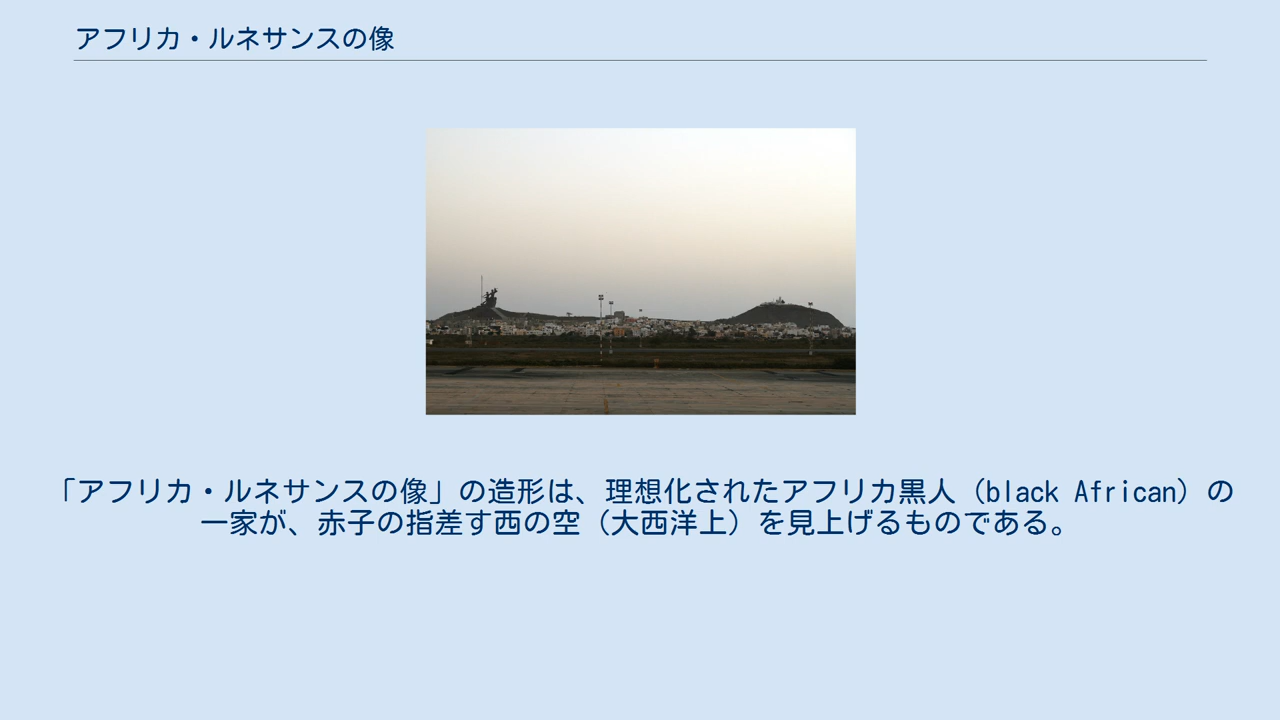 アフリカ・ルネサンスの像
「アフリカ・ルネサンスの像」の造形は、理想化されたアフリカ黒人（black African）の
一家が、赤子の指差す西の空（大西洋上）を見上げるものである。